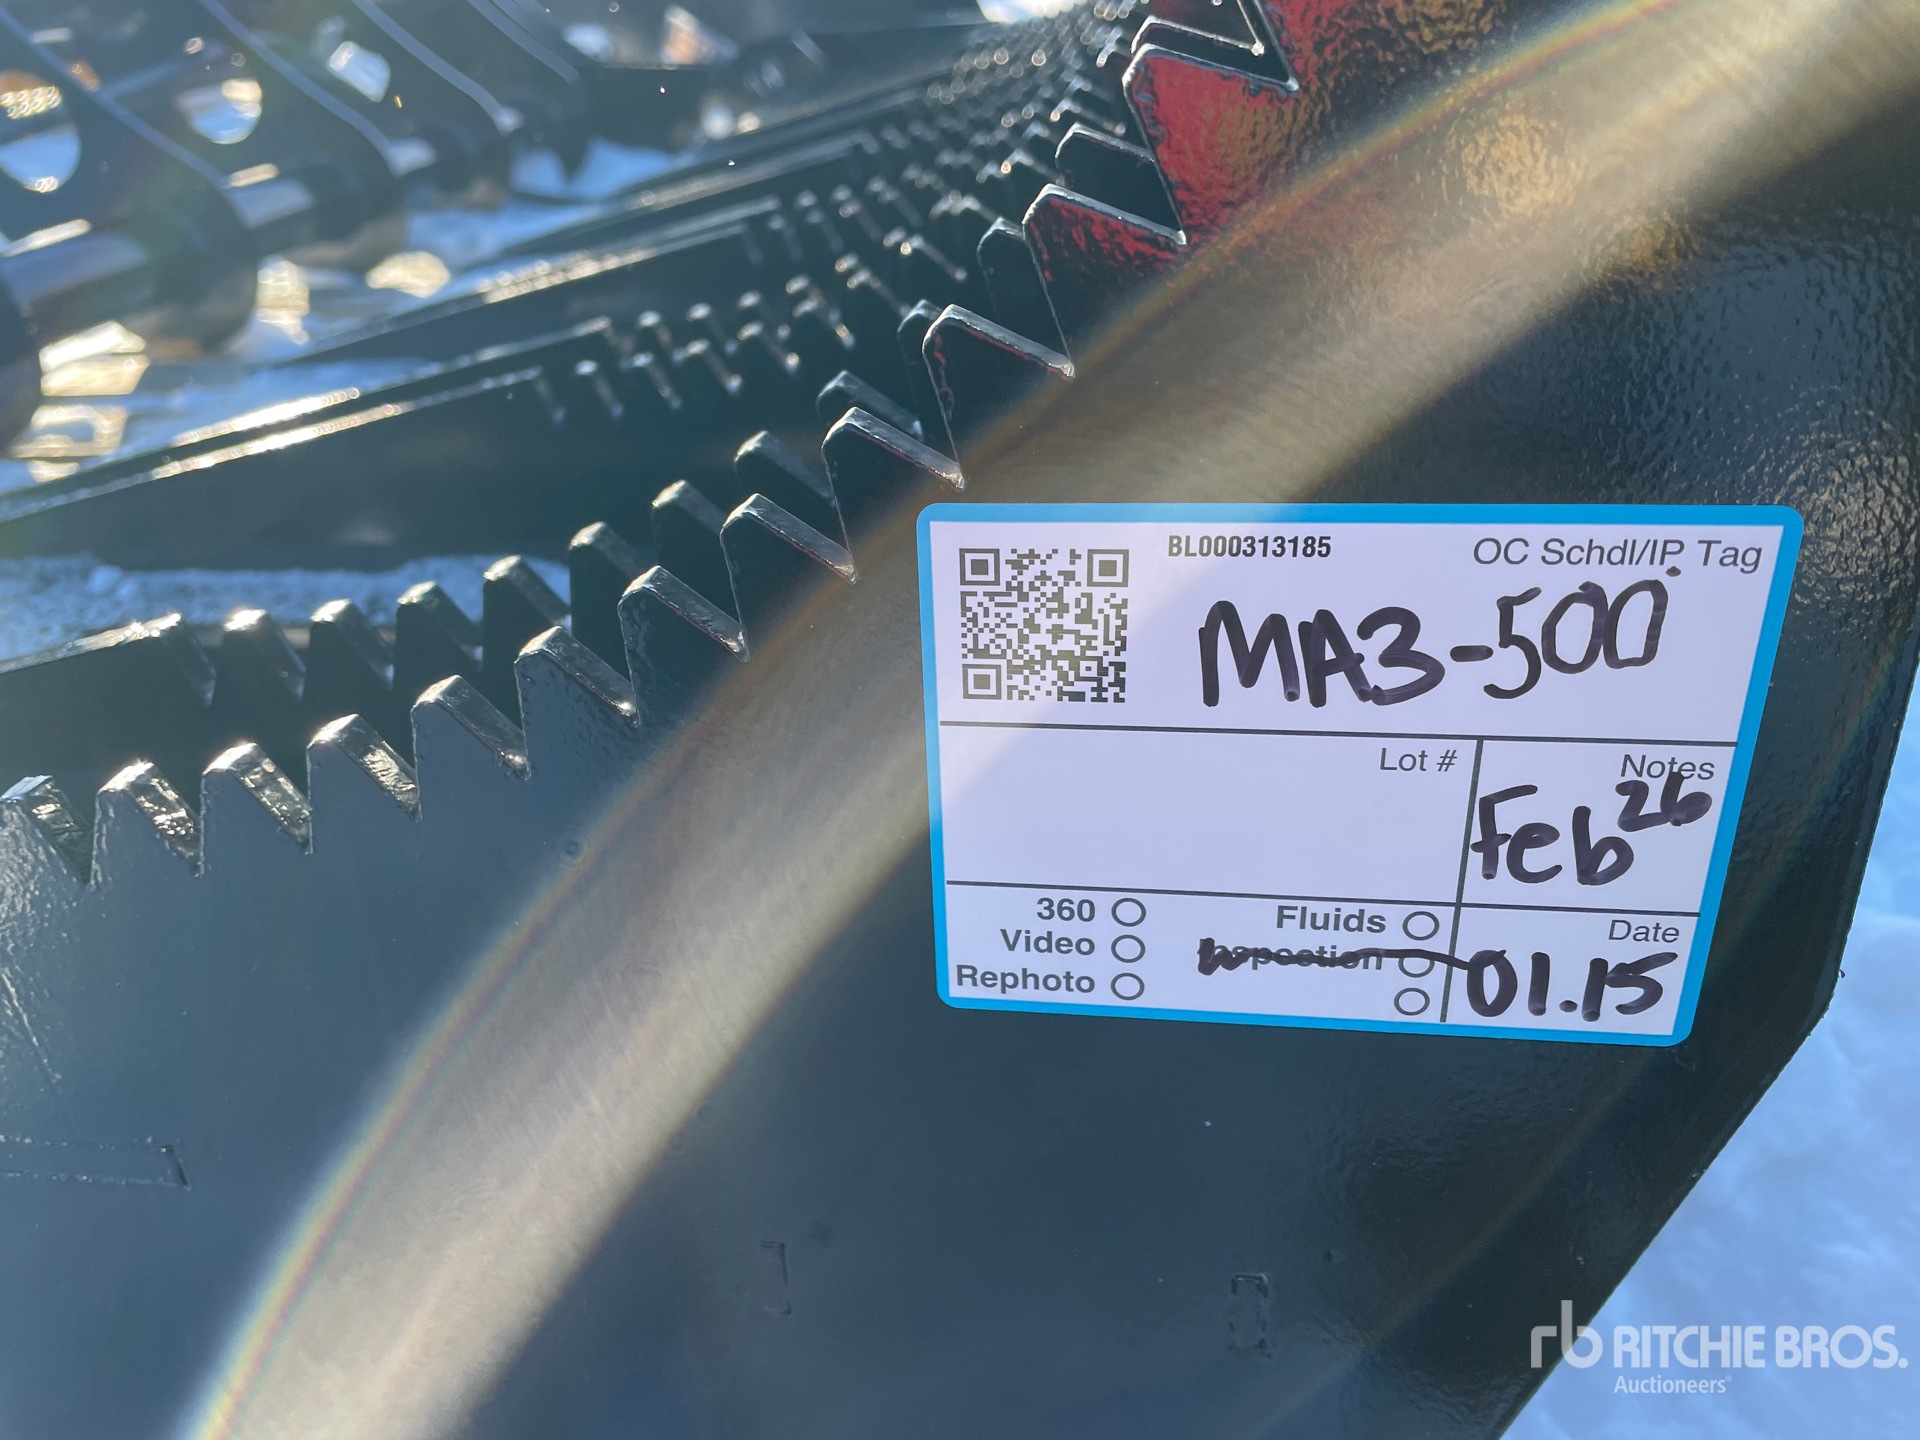 BL000313185
OC Schdl/IP. Tag
MA3-500
Lot #
Notes
Feb 26
360
Video
Rephoto
Fluids
Inspection
Date
01.15
rb RITCHIE BROS.
Auctioneers